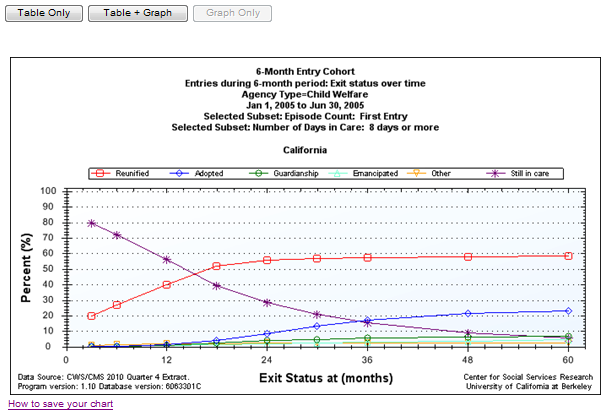 Table Only Table + Graph Graph Only
6-Month Entry Cohort
Entries during 6-month period: Exit status over time
Agency Type=Child Welfare
Jan 1, 2005 to Jun 30, 2005
Selected Subset: Episode Count: First Entry
Selected Subset: Number of Days in Care: 8 days or more
California
Reunified Adopted Guardianship Emancipated Other Still in care
100
90
80
70
60
50
40
30
20
10
0
Percent (%)
0 12 24 36 48 60
Exit Status at (months)
Data Source: CWS/CMS 2010 Quarter 4 Extract.
Program version: 1.10 Database version: 6063301C
Center for Social Services Research
University of California at Berkeley
How to save your chart